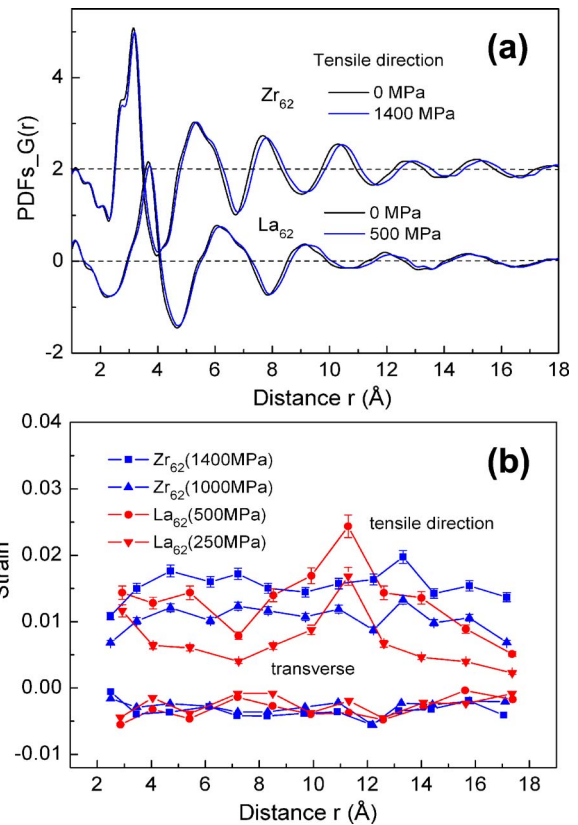 (a)
Tensile direction
Zr62
0 MPa
1400 MPa
La62
0 MPa
500 MPa
PDFs_G(r)
4
2
0
-2
2 4 6 8 10 12 14 16 18
Distance r (Å)
(b)
0.04
0.03
0.02
0.01
0.00
-0.01
Strain
Zr62(1400MPa)
Zr62(1000MPa)
La62(500MPa)
La62(250MPa)
tensile direction
transverse
0 2 4 6 8 10 12 14 16 18
Distance r (Å)